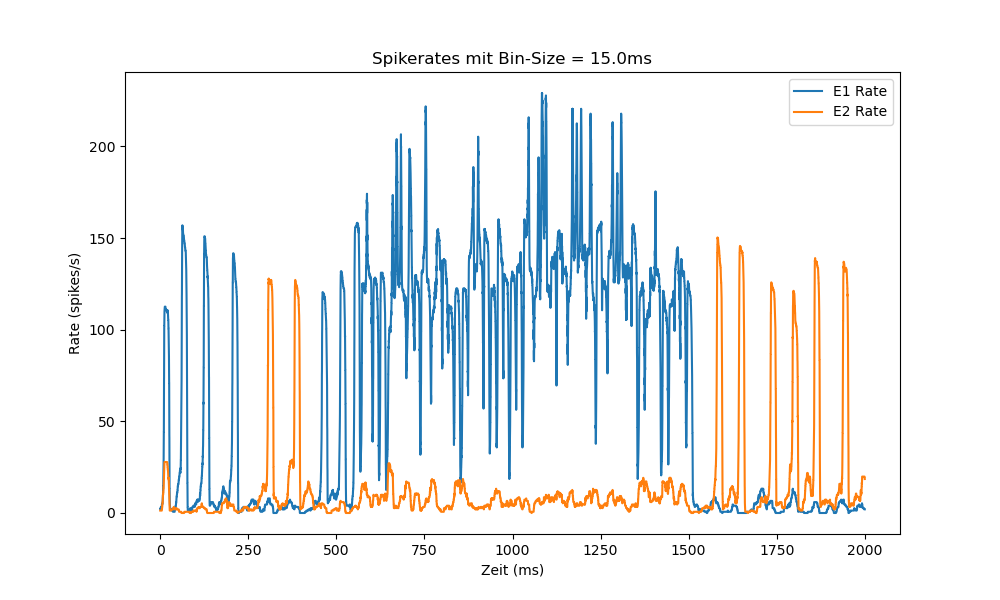 Spikerates mit Bin-Size = 15.0ms
E1 Rate
E2 Rate
200
150
100
50
0
Rate (spikes/s)
0 250 500 750 1000 1250 1500 1750 2000
Zeit (ms)